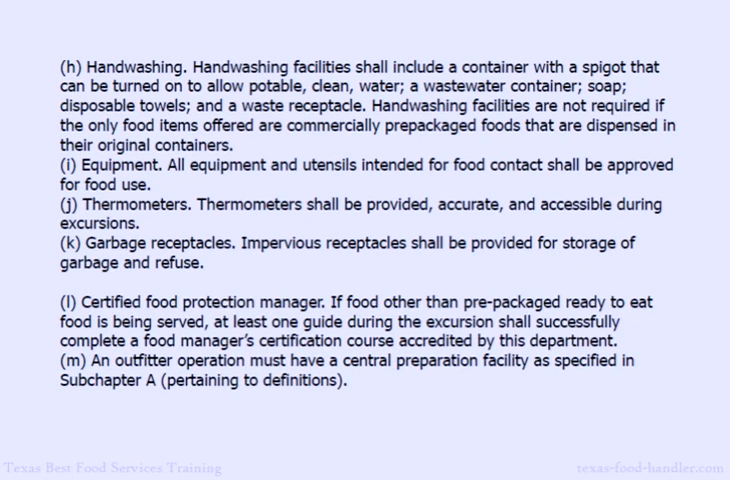 (h) Handwashing. Handwashing facilities shall include a container with a spigot that
can be turned on to allow potable, clean, water; a wastewater container; soap;
disposable towels; and a waste receptacle. Handwashing facilities are not required if
the only food items offered are commercially prepackaged foods that are dispensed in
their original containers.
(i) Equipment. All equipment and utensils intended for food contact shall be approved
for food use.
(j) Thermometers. Thermometers shall be provided, accurate, and accessible during
excursions.
(k) Garbage receptacles. Impervious receptacles shall be provided for storage of
garbage and refuse.
(l) Certified food protection manager. If food other than pre-packaged ready to eat
food is being served, at least one guide during the excursion shall successfully
complete a food manager's certification course accredited by this department.
(m) An outfitter operation must have a central preparation facility as specified in
Subchapter A (pertaining to definitions).
Texas Best Food Services Training
texas-food-handler.com